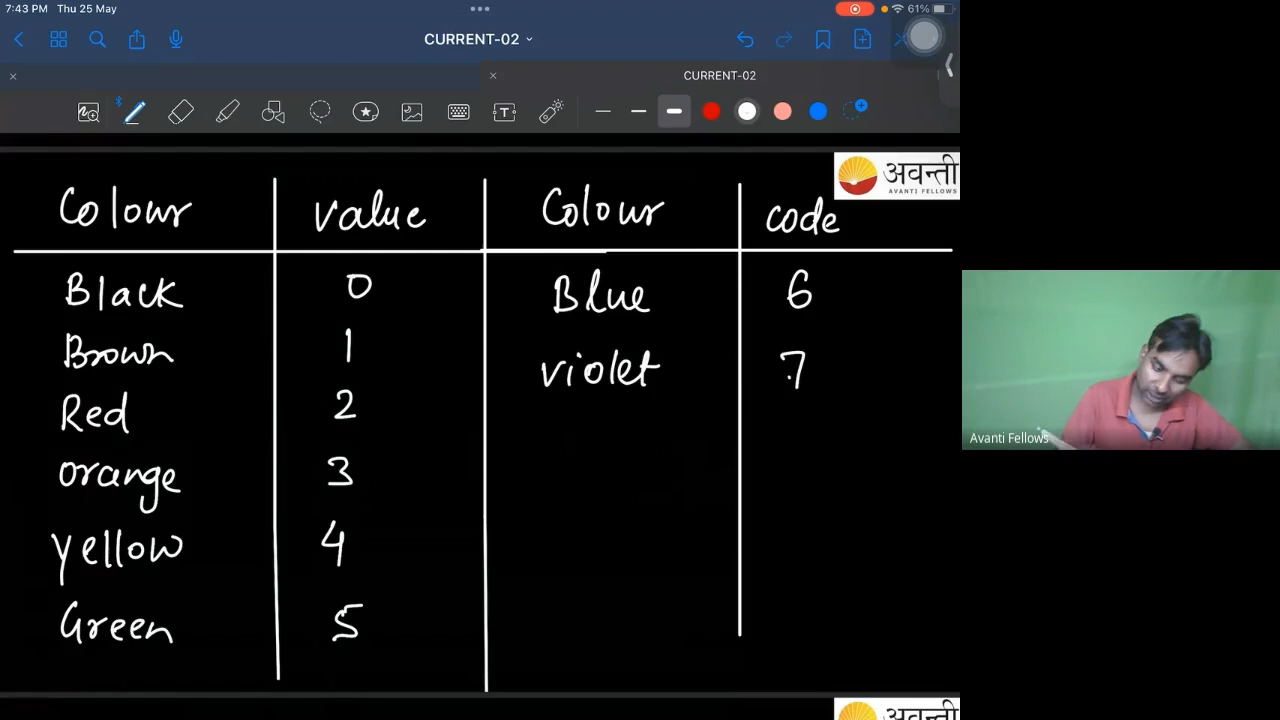 7:43 PM Thu 25 May
61%
CURRENT-02
CURRENT-02
T
अवन्ती
AVANTI FELLOWS
Colour value Colour code
Black 0 Blue 6
Brown 1 violet 7
Red 2
orange 3
yellow 4
Green 5
Avanti Fellows
अवन्ती